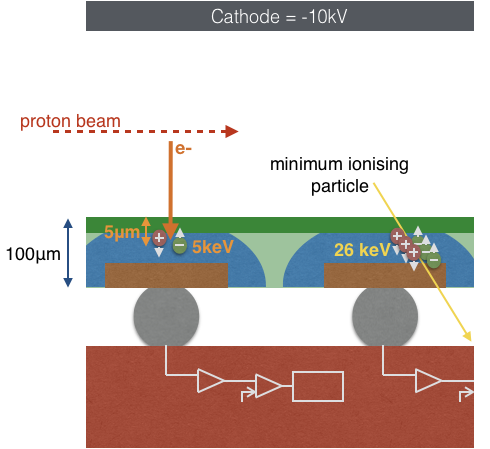 Cathode = -10kV
proton beam
e-
minimum ionising
particle
5μm
5keV
26 keV
100μm
+
−
+
+
+
−